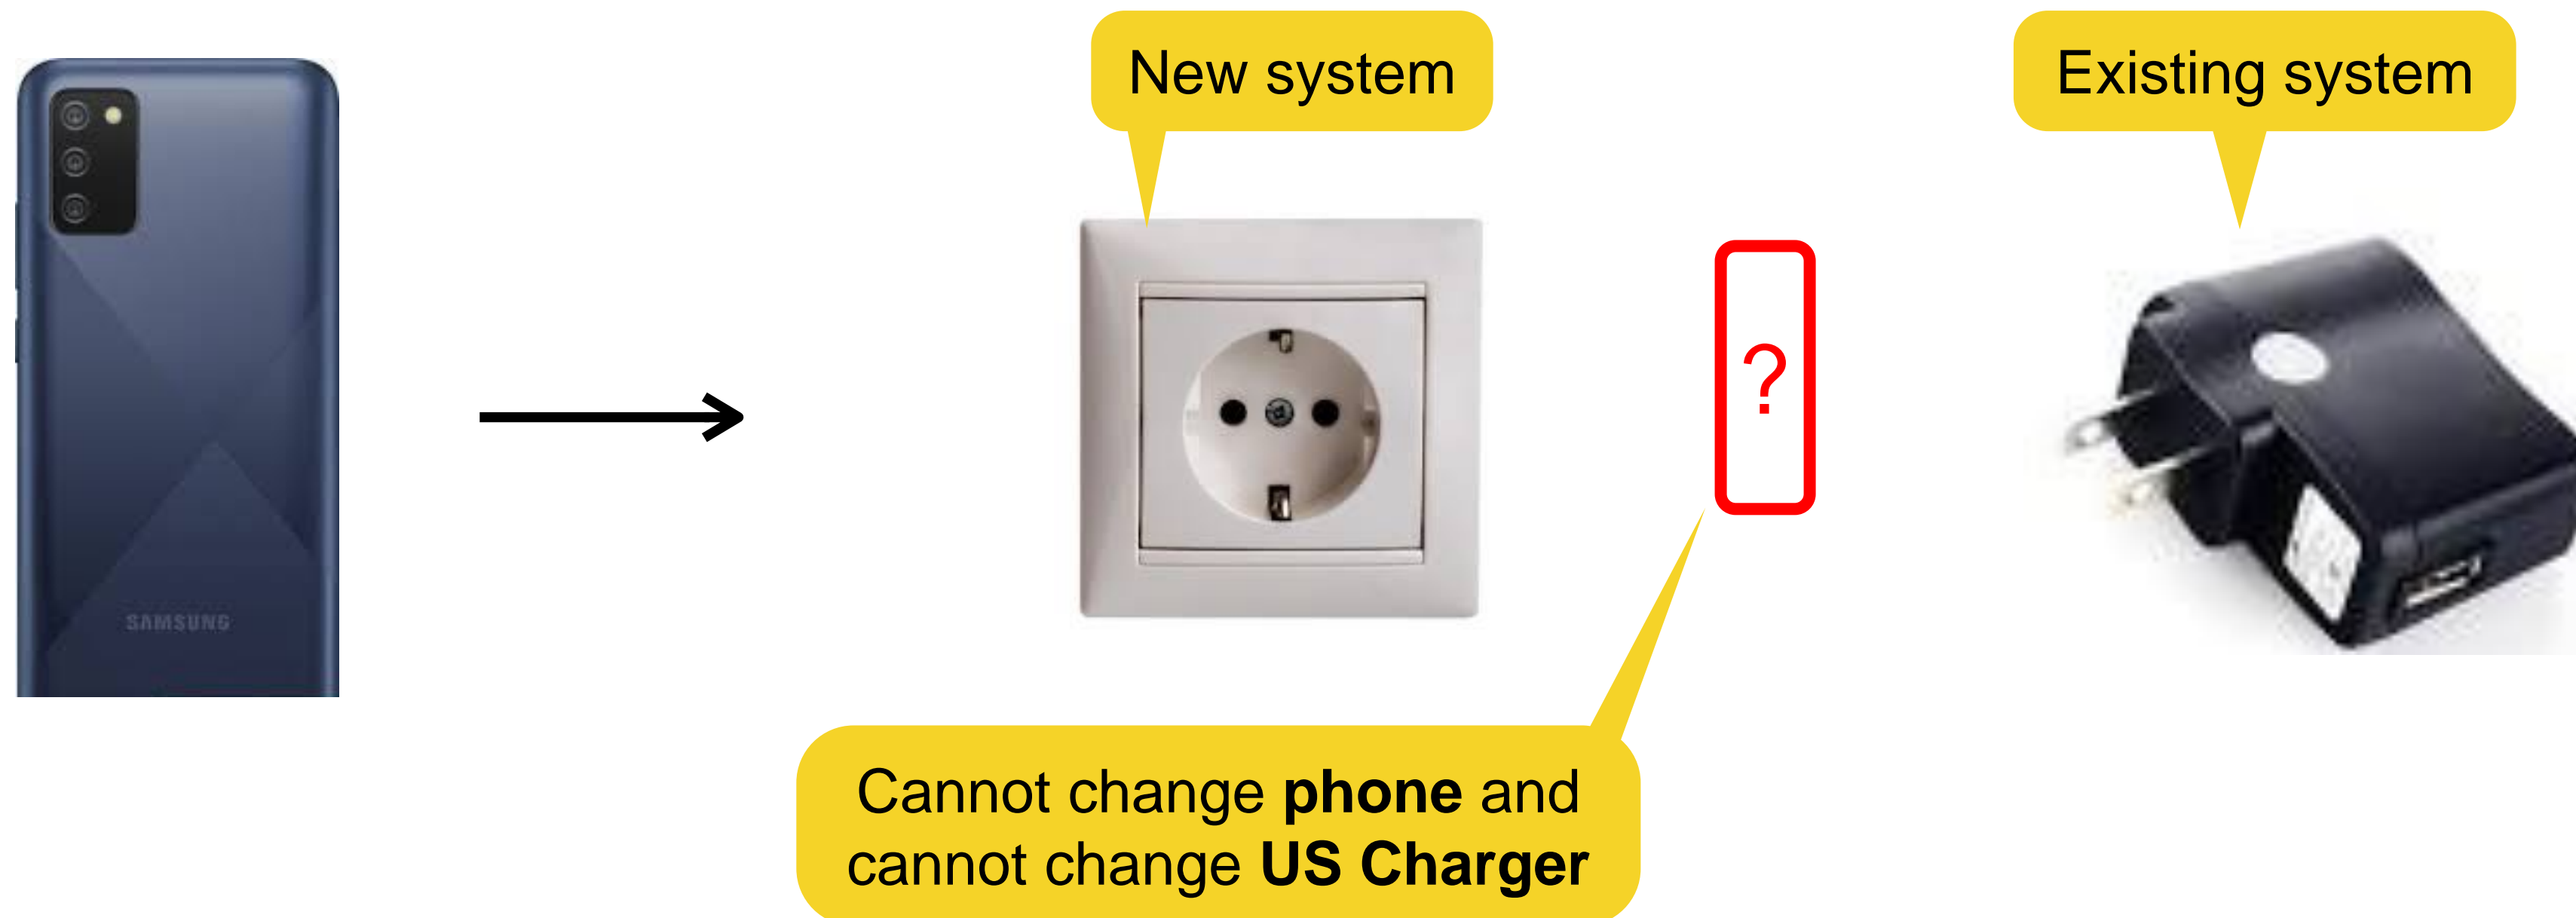 New system
Existing system
?
SAMSUNG
Cannot change phone and
cannot change US Charger